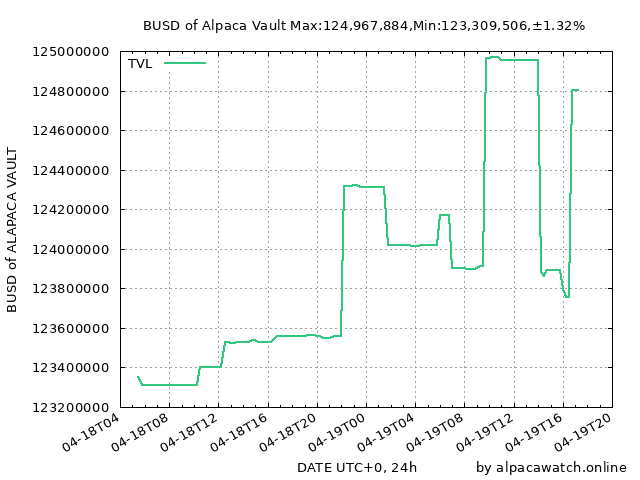 BUSD of Alpaca Vault Max:124,967,884,Min:123,309,506,±1.32%
TVL
125000000
124800000
124600000
124400000
124200000
124000000
123800000
123600000
123400000
123200000
BUSD of ALAPACA VAULT
04-18T04
04-18T08
04-18T12
04-18T16
04-18T20
04-19T00
04-19T04
04-19T08
04-19T12
04-19T16
04-19T20
DATE UTC+0, 24h
by alpacawatch.online